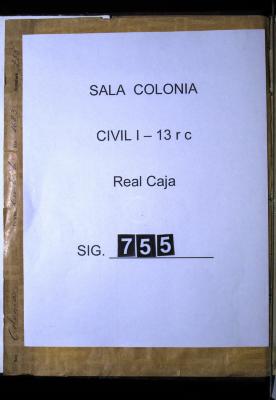 SALA COLONIA
CIVIL I – 13 r c
Real Caja
SIG. 755